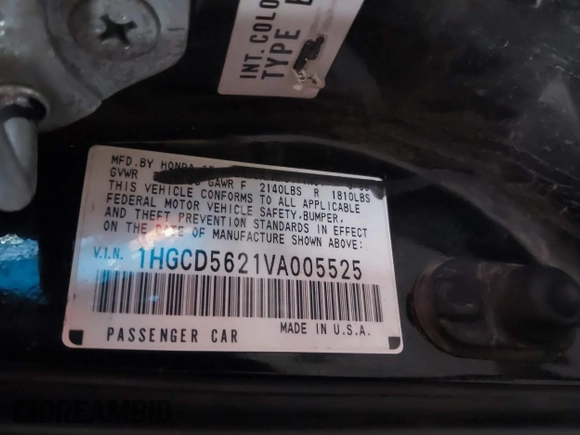 INT. COLO
TYPE
MFD. BY HONDA
GVWR GAWR F 2140LBS R 1810LBS
THIS VEHICLE CONFORMS TO ALL APPLICABLE
FEDERAL MOTOR VEHICLE SAFETY, BUMPER,
AND THEFT PREVENTION STANDARDS IN EFFECT
ON THE DATE OF MANUFACTURE SHOWN ABOVE:
V.I.N. 1HGCD5621VA005525
PASSENGER CAR MADE IN U.S.A.
DREAMBID